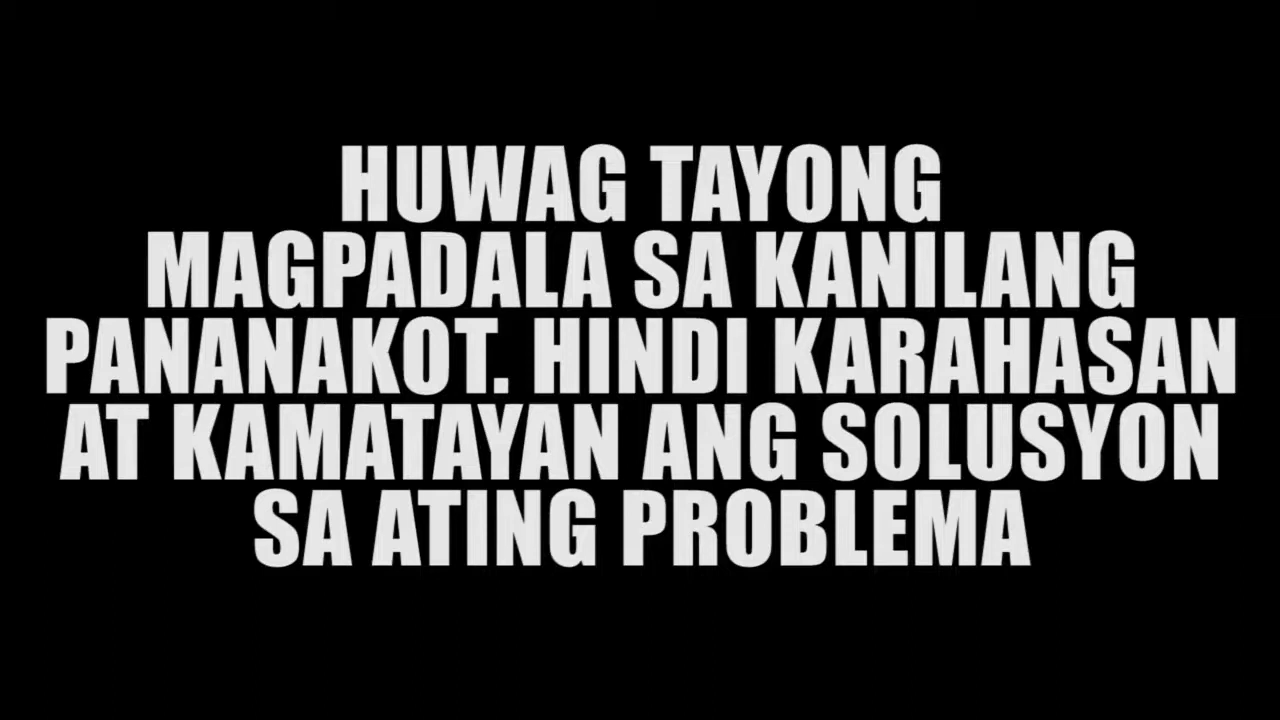 HUWAG TAYONG
MAGPADALA SA KANILANG
PANANAKOT. HINDI KARAHASAN
AT KAMATAYAN ANG SOLUSYON
SA ATING PROBLEMA